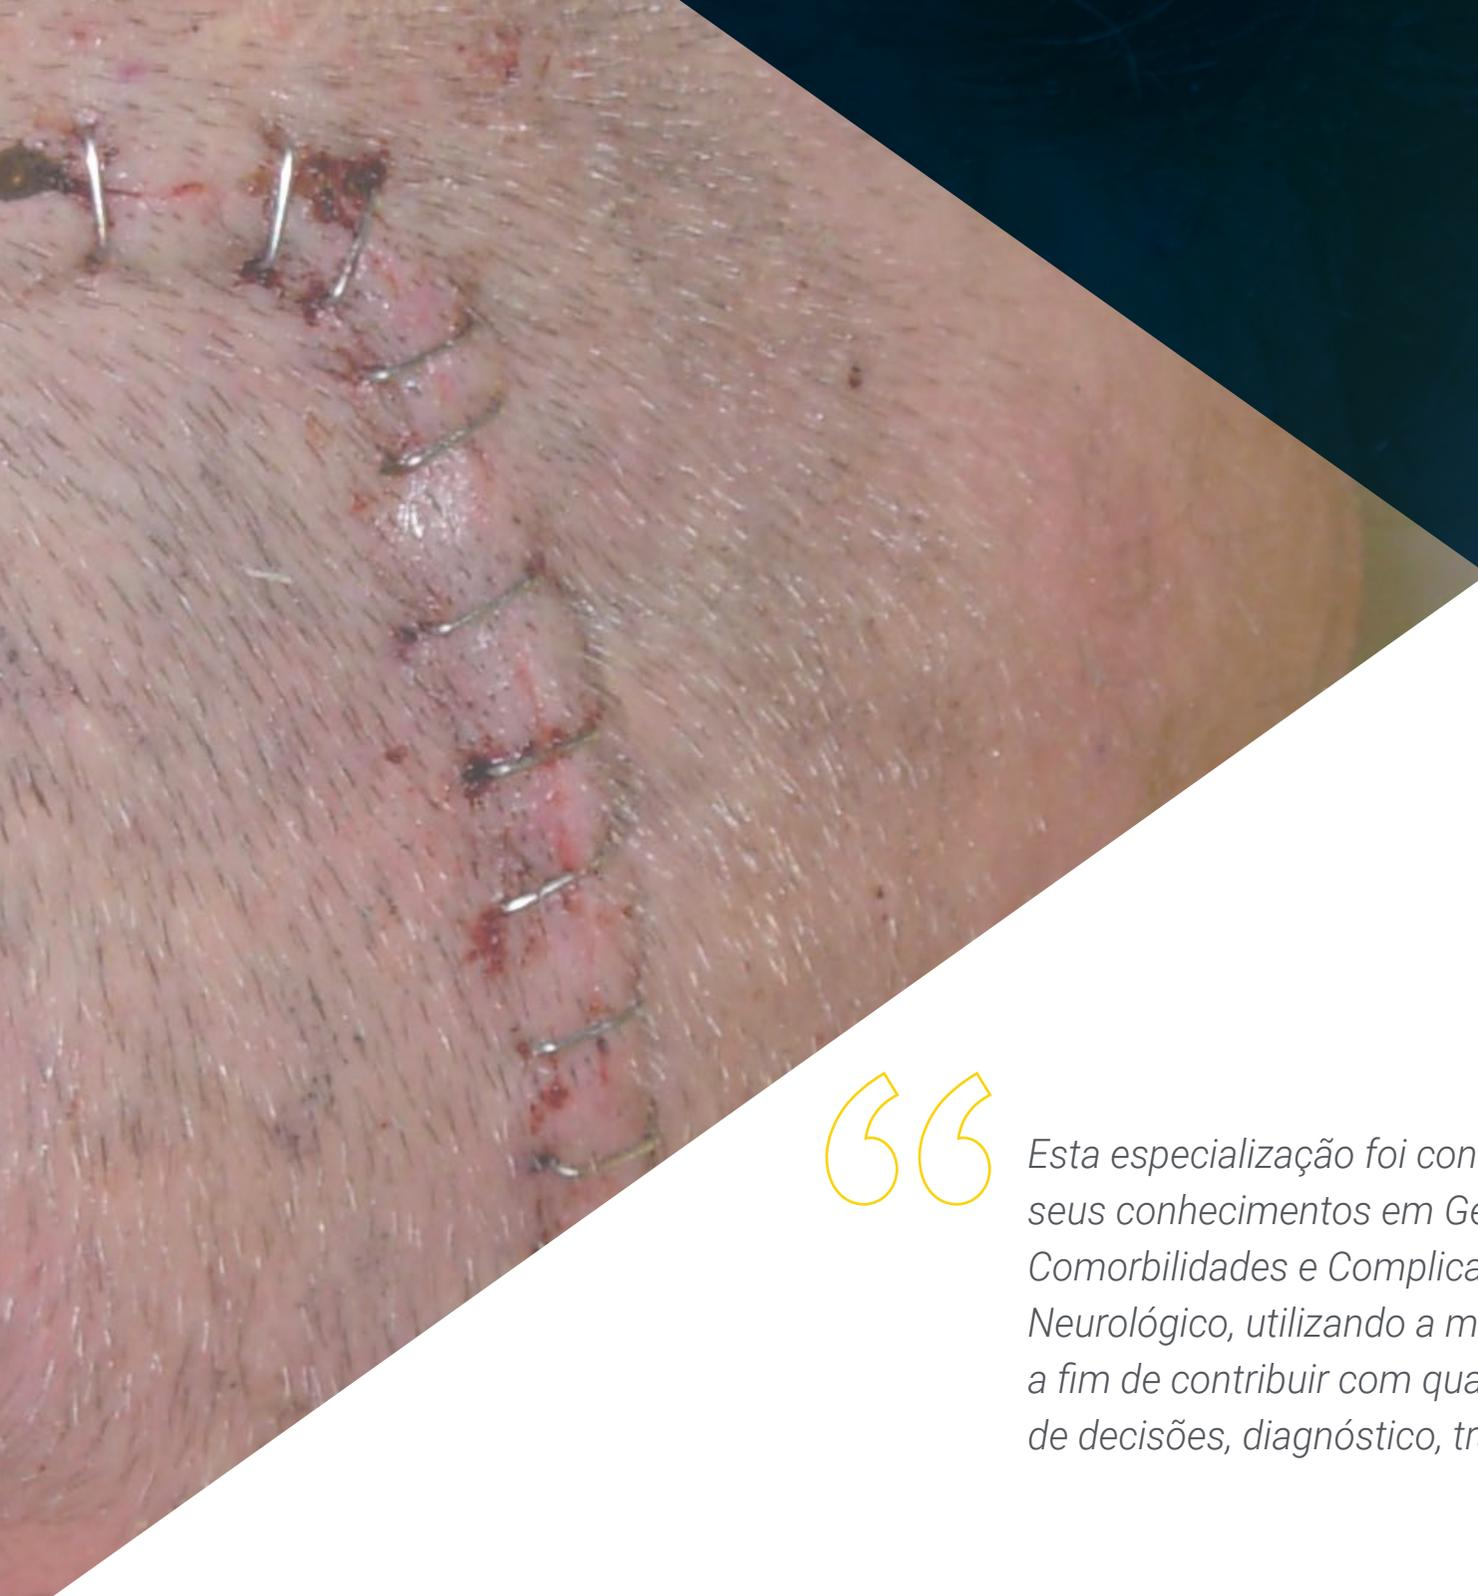 Esta especialização foi con
seus conhecimentos em Ge
Comorbilidades e Complica
Neurológico, utilizando a m
a fim de contribuir com qua
de decisões, diagnóstico, tr